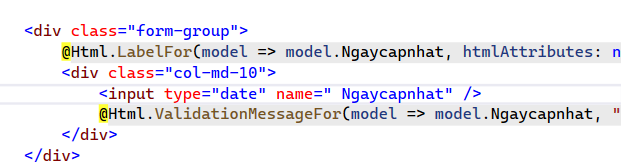 <div class="form-group">
@Html.LabelFor(model => model.Ngaycapnhat, htmlAttributes: n
<div class="col-md-10">
<input type="date" name=" Ngaycapnhat" />
@Html.ValidationMessageFor(model => model.Ngaycapnhat, "
</div>
</div>